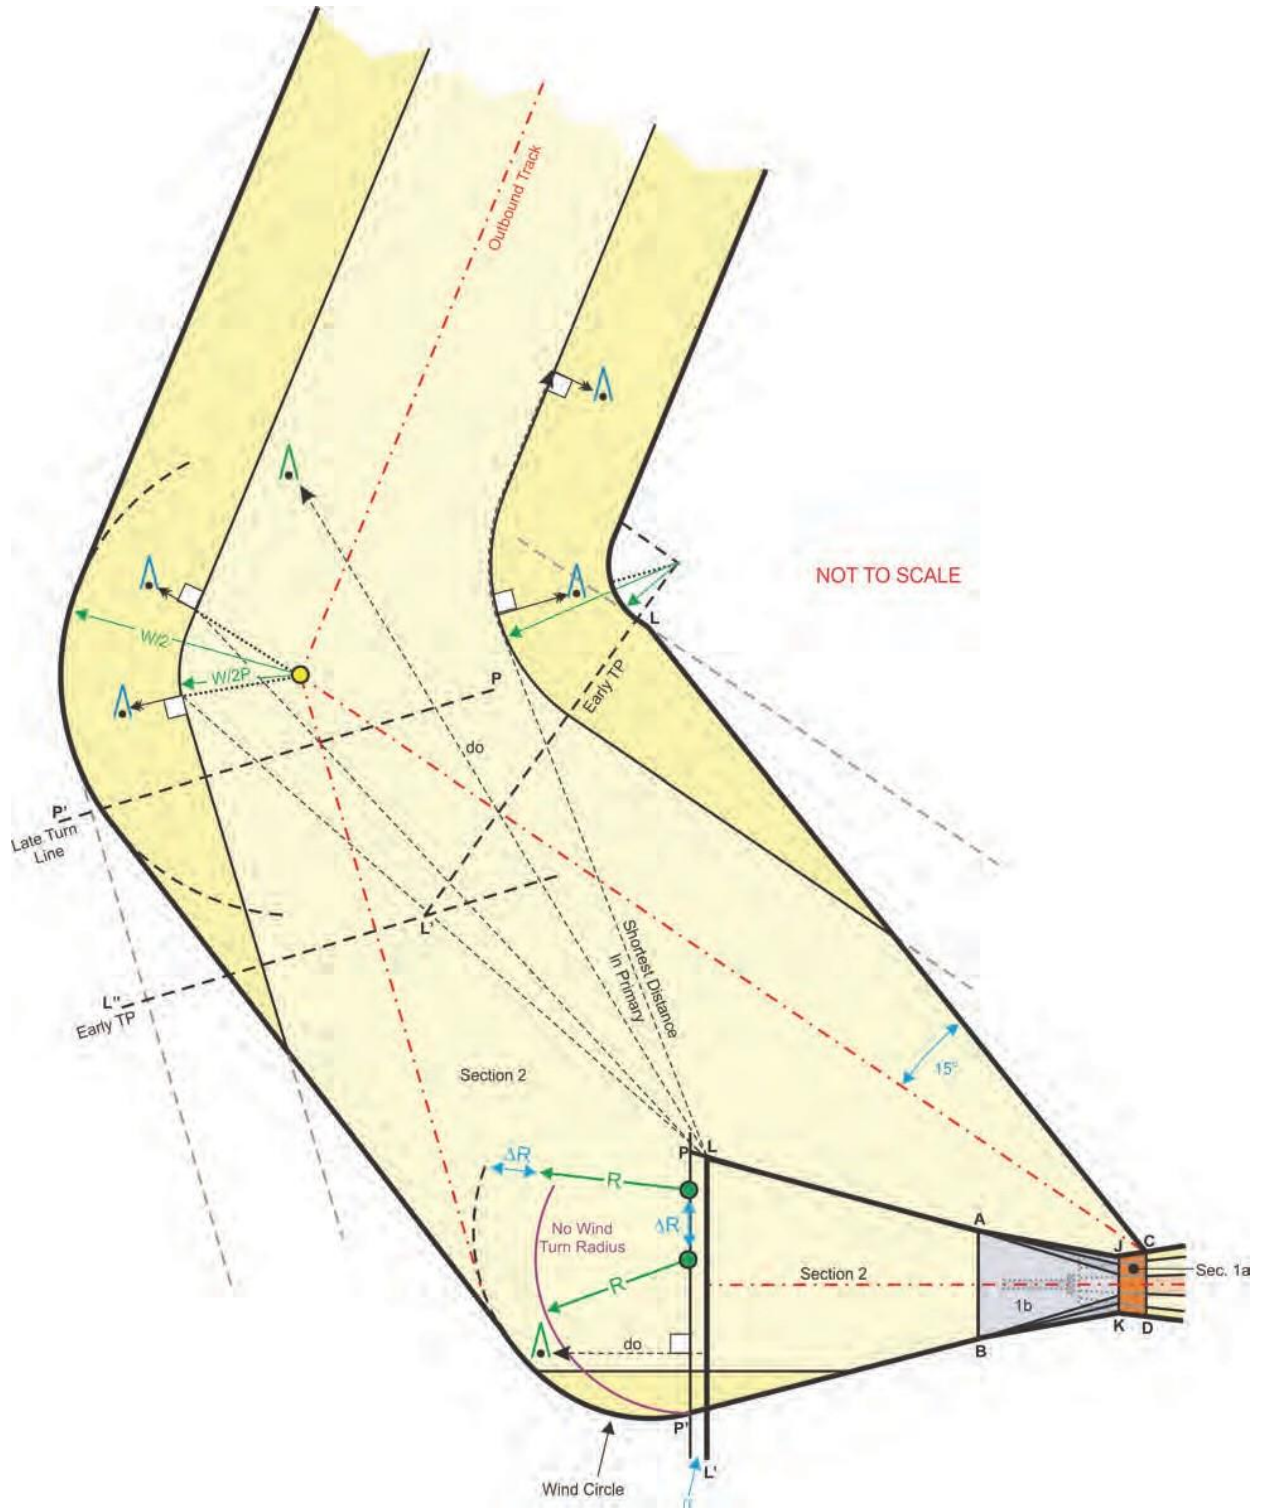 Outbound Track
NOT TO SCALE
W/2
W/2P
P
L
Early TP
do
P'
Late Turn
Line
L'
L"
Early TP
Shortest Distance
In Primary
15°
Section 2
P
L
ΔR
R
A
J
C
No Wind
Turn Radius
ΔR
Section 2
Sec. 1a
R
1b
K
D
B
do
P'
L'
Wind Circle